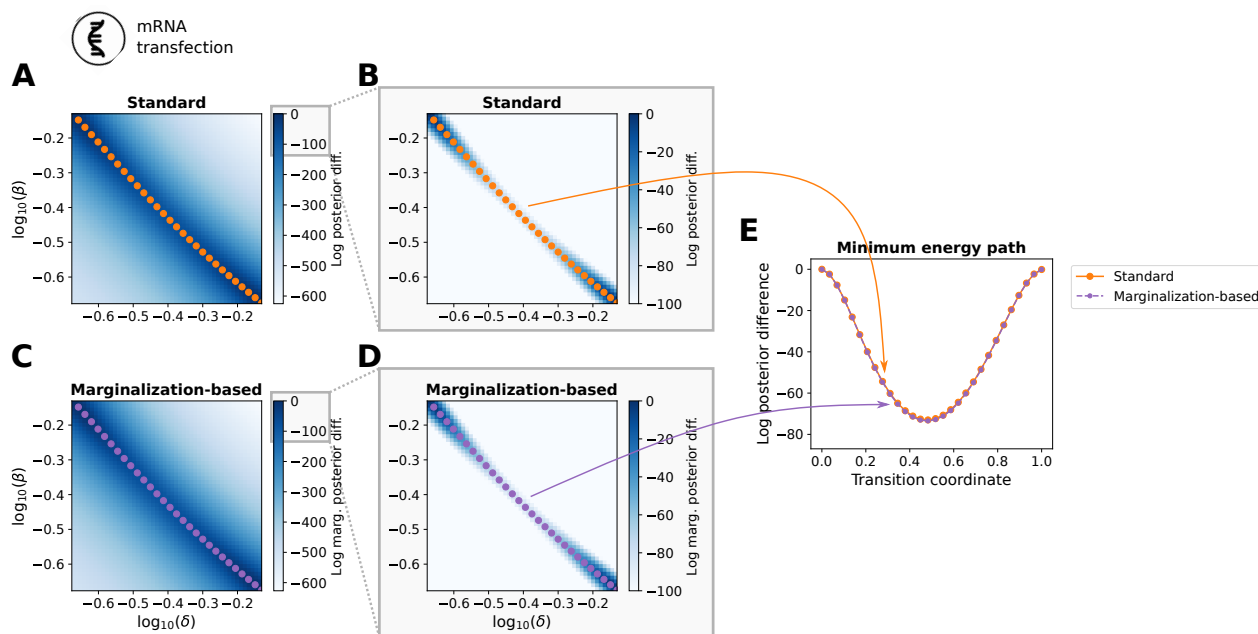 mRNA
transfection
A
Standard
log₁₀(β)
−0.2
−0.3
−0.4
−0.5
−0.6
−0.6 −0.5 −0.4 −0.3 −0.2
0
−100
−200
−300
−400
−500
−600
Log posterior diff.
B
Standard
−0.2
−0.3
−0.4
−0.5
−0.6
−0.6 −0.5 −0.4 −0.3 −0.2
0
−20
−40
−60
−80
−100
Log posterior diff.
C
Marginalization-based
log₁₀(β)
−0.2
−0.3
−0.4
−0.5
−0.6
−0.6 −0.5 −0.4 −0.3 −0.2
log₁₀(δ)
0
−100
−200
−300
−400
−500
−600
Log marg. posterior diff.
D
Marginalization-based
−0.2
−0.3
−0.4
−0.5
−0.6
−0.6 −0.5 −0.4 −0.3 −0.2
log₁₀(δ)
0
−20
−40
−60
−80
−100
Log marg. posterior diff.
E
Minimum energy path
Log posterior difference
0
−20
−40
−60
−80
0.0 0.2 0.4 0.6 0.8 1.0
Transition coordinate
Standard
Marginalization-based